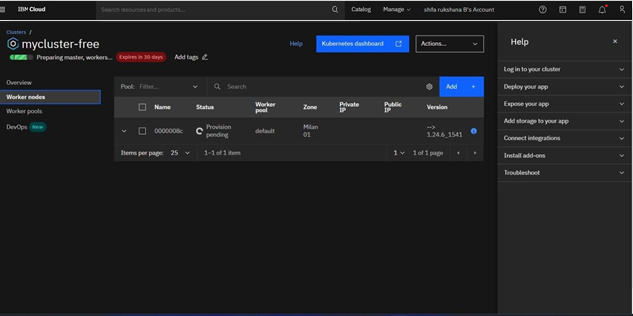 IBM Cloud
Search resources and products...
Catalog
Manage
shifa rukshana B's Account
Clusters /
mycluster-free
Preparing master, workers...
Expires in 30 days
Add tags
Help
Kubernetes dashboard
Actions...
Overview
Worker nodes
Worker pools
DevOps New
Pool: Filter...
Search
Add +
Name Status Worker pool Zone Private IP Public IP Version
0000008c Provision pending default Milan 01 --> 1.24.6_1541
Items per page: 25 1–1 of 1 item 1 1 of 1 page
Help
Log in to your cluster
Deploy your app
Expose your app
Add storage to your app
Connect integrations
Install add-ons
Troubleshoot